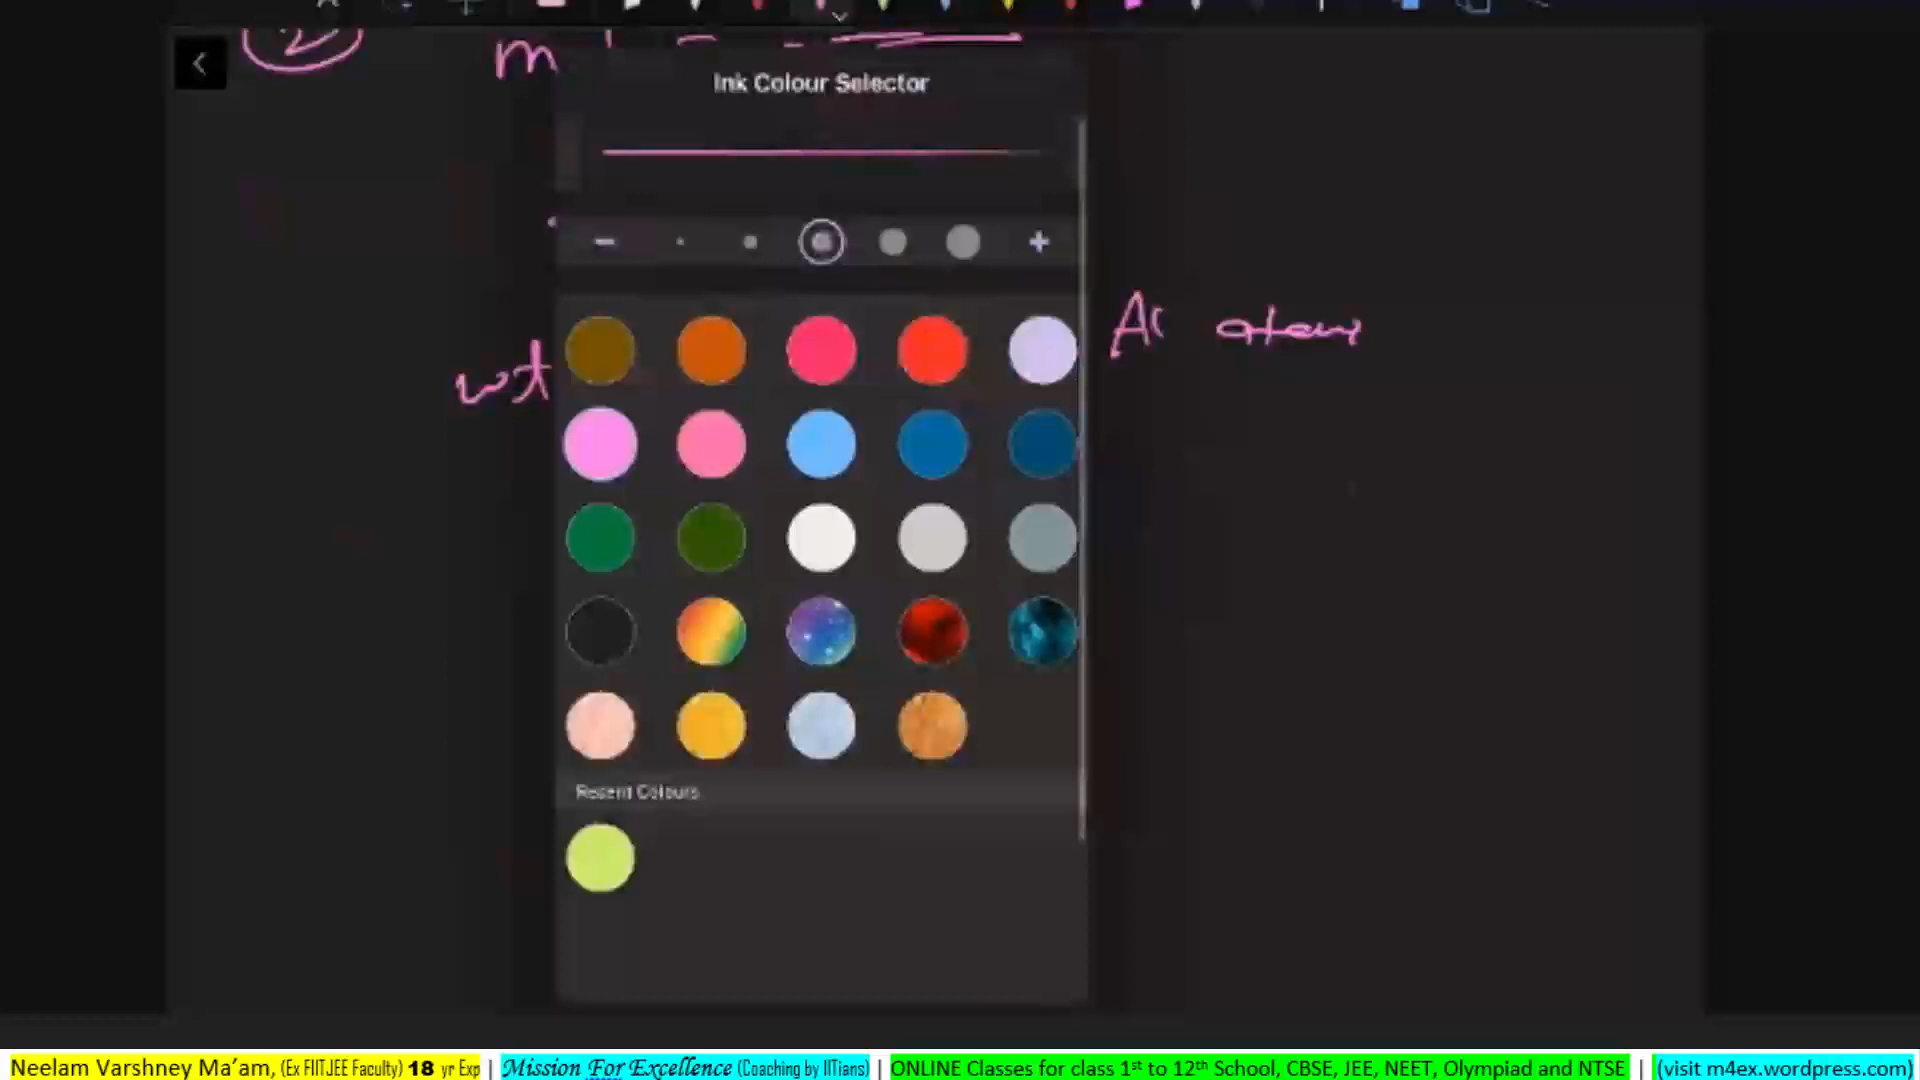 2
m
Ink Colour Selector
wt
Recent Colours
Neelam Varshney Ma’am, (Ex FIITJEE Faculty) 18 yr Exp | Mission For Excellence (Coaching by IITians) | ONLINE Classes for class 1st to 12th School, CBSE, JEE, NEET, Olympiad and NTSE | (visit m4ex.wordpress.com)